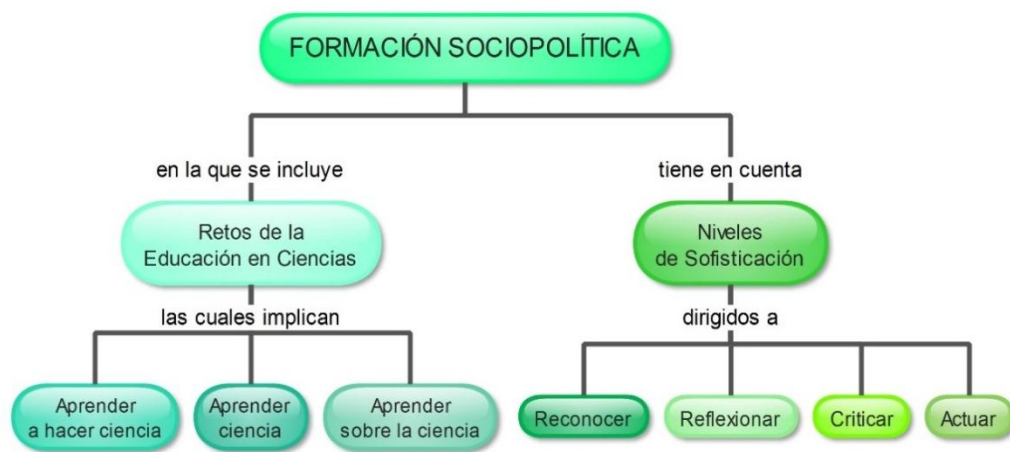 FORMACIÓN SOCIOPOLÍTICA
en la que se incluye
tiene en cuenta
Retos de la
Educación en Ciencias
Niveles
de Sofisticación
las cuales implican
dirigidos a
Aprender
a hacer ciencia
Aprender
ciencia
Aprender
sobre la ciencia
Reconocer
Reflexionar
Criticar
Actuar